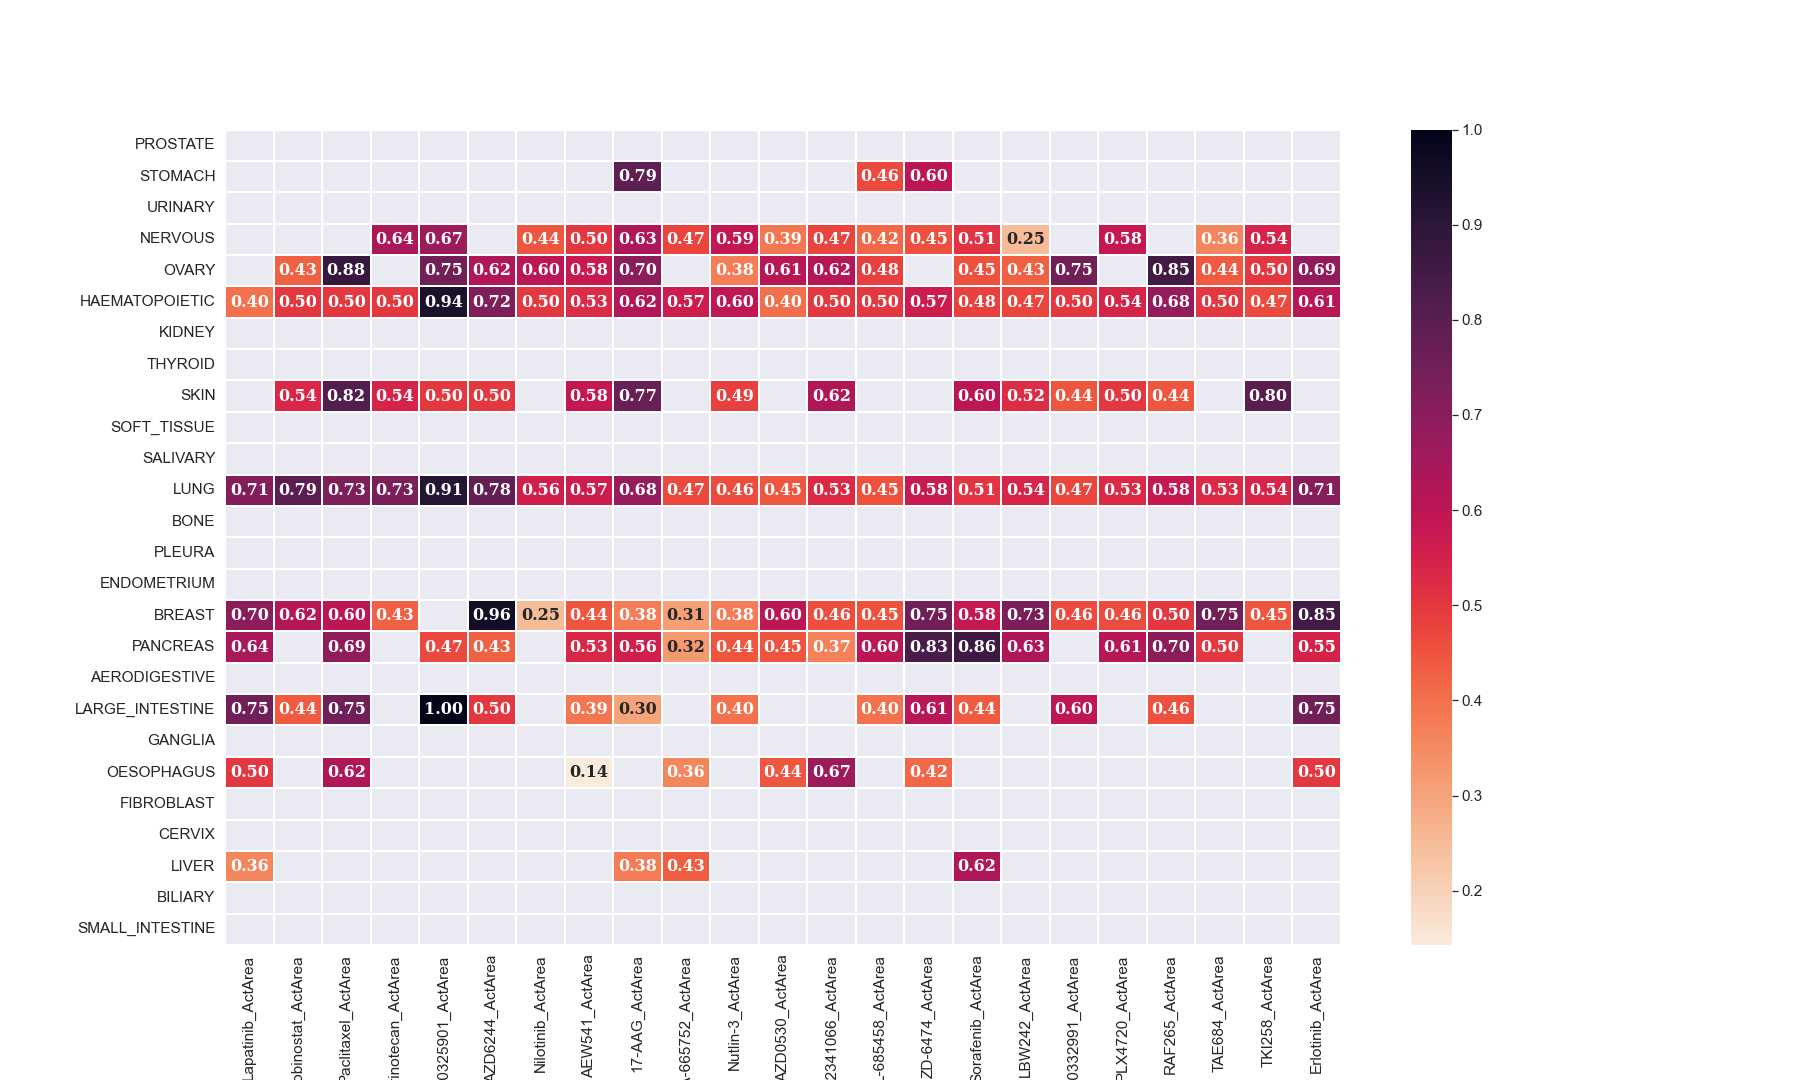 PROSTATE
STOMACH 0.79 0.46 0.60
URINARY
NERVOUS 0.64 0.67 0.44 0.50 0.63 0.47 0.59 0.39 0.47 0.42 0.45 0.51 0.25 0.58 0.36 0.54
OVARY 0.43 0.88 0.75 0.62 0.60 0.58 0.70 0.38 0.61 0.62 0.48 0.45 0.43 0.75 0.85 0.44 0.50 0.69
HAEMATOPOIETIC 0.40 0.50 0.50 0.50 0.94 0.72 0.50 0.53 0.62 0.57 0.60 0.40 0.50 0.50 0.57 0.48 0.47 0.50 0.54 0.68 0.50 0.47 0.61
KIDNEY
THYROID
SKIN 0.54 0.82 0.54 0.50 0.50 0.58 0.77 0.49 0.62 0.60 0.52 0.44 0.50 0.44 0.80
SOFT_TISSUE
SALIVARY
LUNG 0.71 0.79 0.73 0.73 0.91 0.78 0.56 0.57 0.68 0.47 0.46 0.45 0.53 0.45 0.58 0.51 0.54 0.47 0.53 0.58 0.53 0.54 0.71
BONE
PLEURA
ENDOMETRIUM
BREAST 0.70 0.62 0.60 0.43 0.96 0.25 0.44 0.38 0.31 0.38 0.60 0.46 0.45 0.75 0.58 0.73 0.46 0.46 0.50 0.75 0.45 0.85
PANCREAS 0.64 0.69 0.47 0.43 0.53 0.56 0.32 0.44 0.45 0.37 0.60 0.83 0.86 0.63 0.61 0.70 0.50 0.55
AERODIGESTIVE
LARGE_INTESTINE 0.75 0.44 0.75 1.00 0.50 0.39 0.30 0.40 0.40 0.61 0.44 0.60 0.46 0.75
GANGLIA
OESOPHAGUS 0.50 0.62 0.14 0.36 0.44 0.67 0.42 0.50
FIBROBLAST
CERVIX
LIVER 0.36 0.38 0.43 0.62
BILIARY
SMALL_INTESTINE
Lapatinib_ActArea
obinostat_ActArea
Paclitaxel_ActArea
rinotecan_ActArea
0325901_ActArea
AZD6244_ActArea
Nilotinib_ActArea
AEW541_ActArea
17-AAG_ActArea
-665752_ActArea
Nutlin-3_ActArea
AZD0530_ActArea
2341066_ActArea
-685458_ActArea
ZD-6474_ActArea
Sorafenib_ActArea
LBW242_ActArea
0332991_ActArea
PLX4720_ActArea
RAF265_ActArea
TAE684_ActArea
TKI258_ActArea
Erlotinib_ActArea
1.0
0.9
0.8
0.7
0.6
0.5
0.4
0.3
0.2